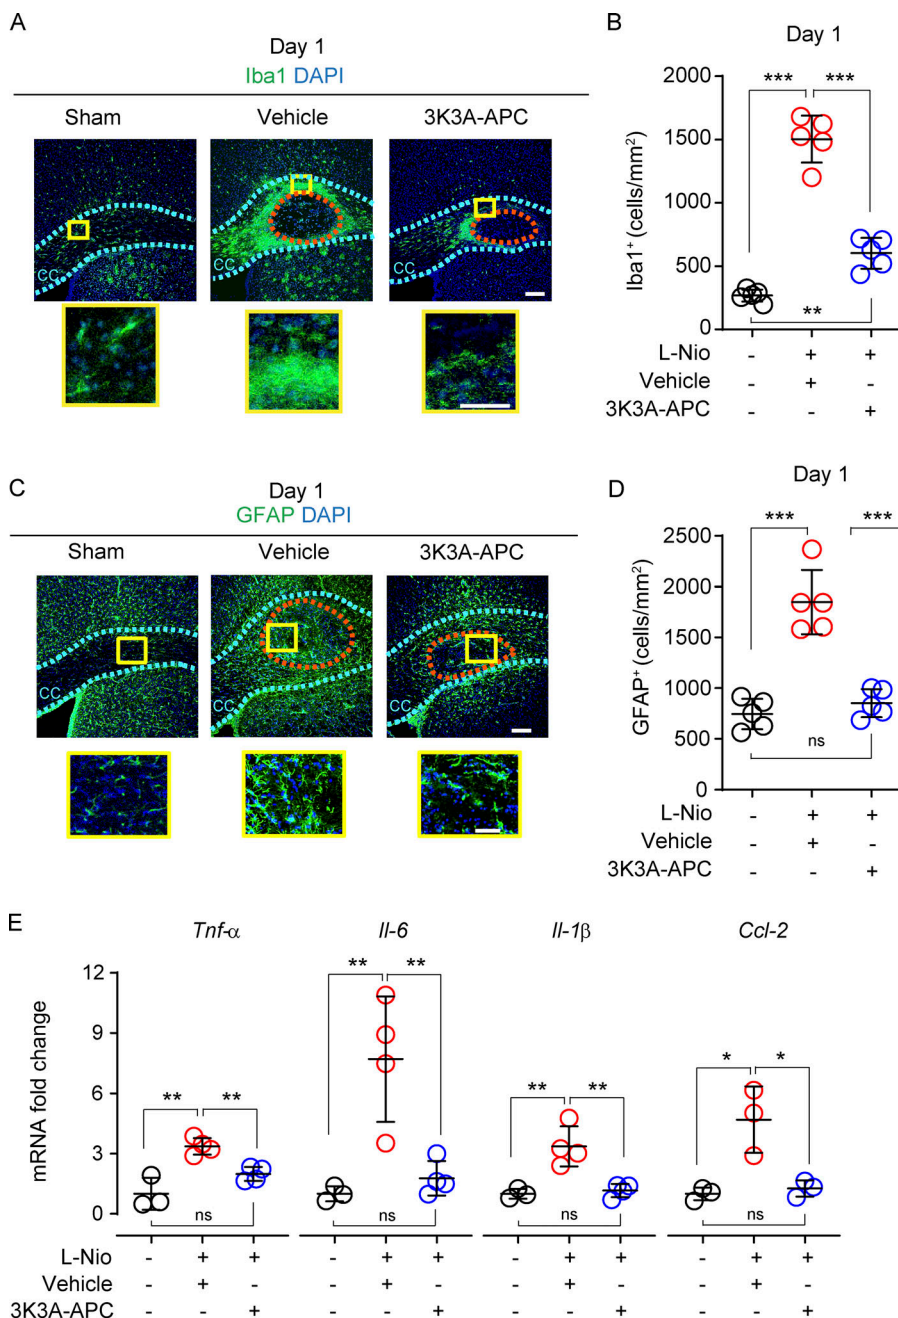 A
Day 1
Iba1 DAPI
Sham Vehicle 3K3A-APC
CC CC CC
B
Day 1
Iba1⁺ (cells/mm²)
2000
1500
1000
500
0
*** ***
**
L-Nio - + +
Vehicle - + -
3K3A-APC - - +
C
Day 1
GFAP DAPI
Sham Vehicle 3K3A-APC
CC CC CC
D
Day 1
GFAP⁺ (cells/mm²)
2500
2000
1500
1000
500
0
*** ***
ns
L-Nio - + +
Vehicle - + -
3K3A-APC - - +
E
Tnf-α Il-6 Il-1β Ccl-2
mRNA fold change
12
9
6
3
0
** ** ** ** ** ** * *
ns ns ns ns
L-Nio - + + - + + - + + - + +
Vehicle - + - - + - - + - - + -
3K3A-APC - - + - - + - - + - - +